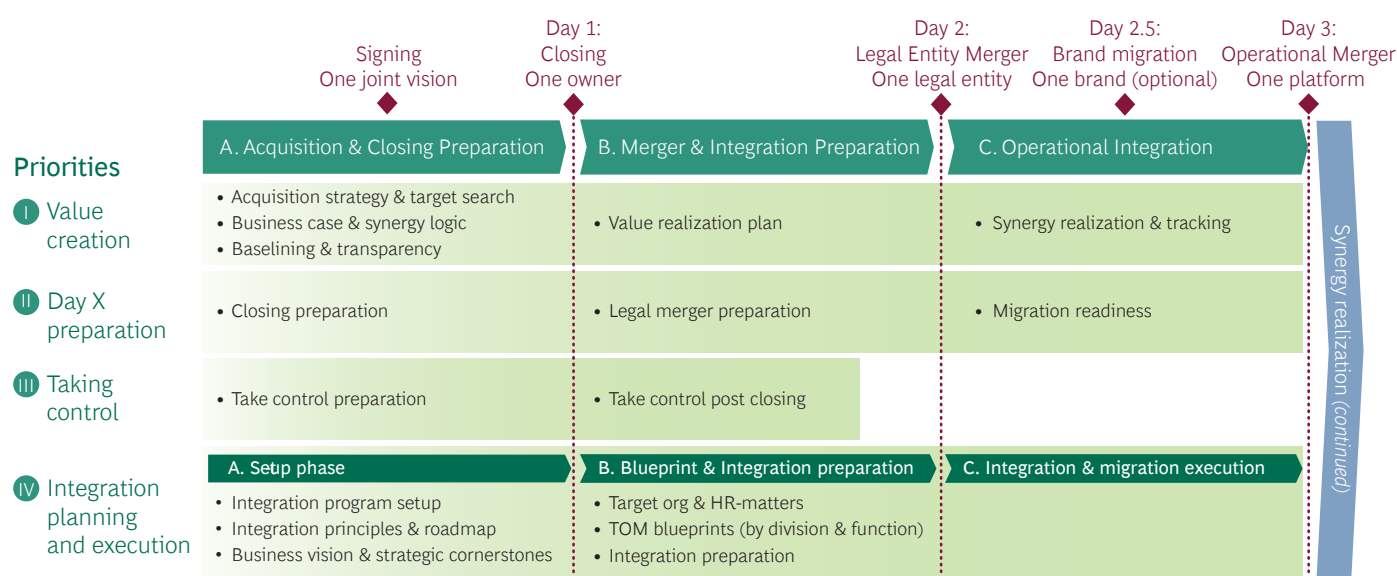 Signing
One joint vision
Day 1:
Closing
One owner
Day 2:
Legal Entity Merger
One legal entity
Day 2.5:
Brand migration
One brand (optional)
Day 3:
Operational Merger
One platform
A. Acquisition & Closing Preparation
B. Merger & Integration Preparation
C. Operational Integration
Priorities
I Value
creation
• Acquisition strategy & target search
• Business case & synergy logic
• Baselining & transparency
• Value realization plan
• Synergy realization & tracking
II Day X
preparation
• Closing preparation
• Legal merger preparation
• Migration readiness
III Taking
control
• Take control preparation
• Take control post closing
IV Integration
planning
and execution
A. Setup phase
• Integration program setup
• Integration principles & roadmap
• Business vision & strategic cornerstones
B. Blueprint & Integration preparation
• Target org & HR-matters
• TOM blueprints (by division & function)
• Integration preparation
C. Integration & migration execution
Synergy realization (continued)